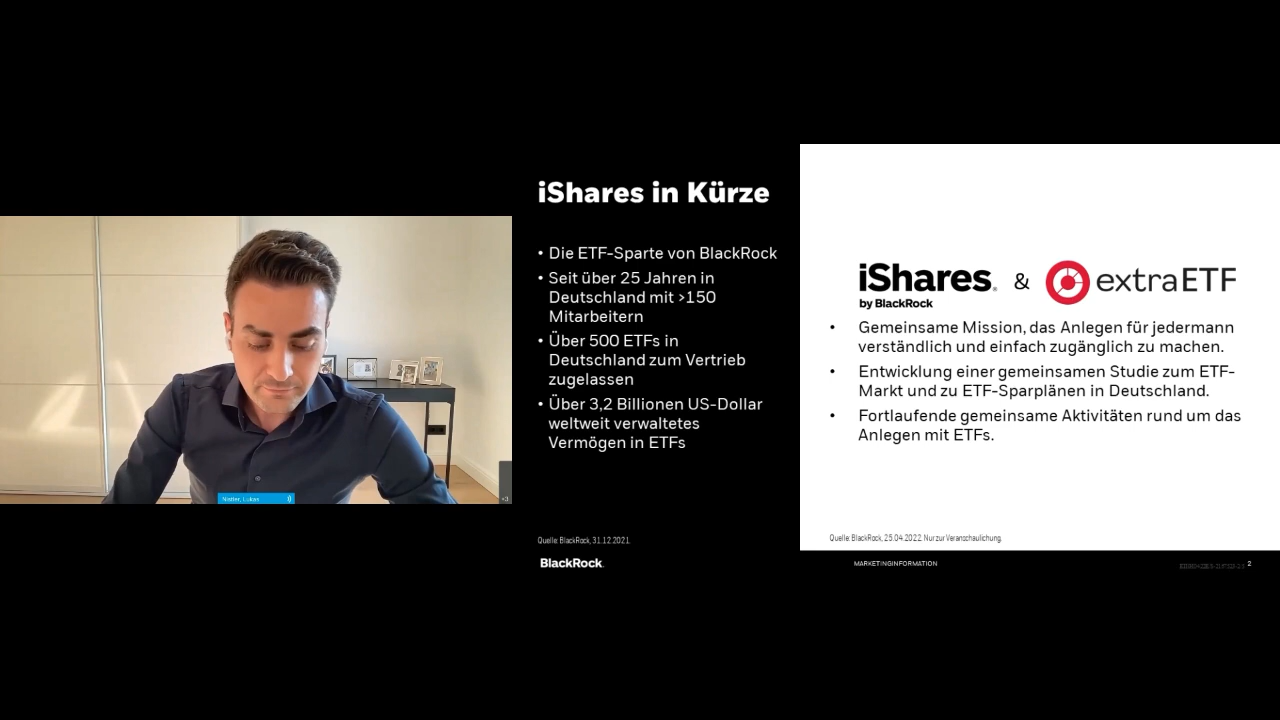 Nistler, Lukas
<3
iShares in Kürze
• Die ETF-Sparte von BlackRock
• Seit über 25 Jahren in
Deutschland mit >150
Mitarbeitern
• Über 500 ETFs in
Deutschland zum Vertrieb
zugelassen
• Über 3,2 Billionen US-Dollar
weltweit verwaltetes
Vermögen in ETFs
Quelle: BlackRock, 31.12.2021.
BlackRock.
iShares. & extraETF
by BlackRock
• Gemeinsame Mission, das Anlegen für jedermann
verständlich und einfach zugänglich zu machen.
• Entwicklung einer gemeinsamen Studie zum ETF-
Markt und zu ETF-Sparplänen in Deutschland.
• Fortlaufende gemeinsame Aktivitäten rund um das
Anlegen mit ETFs.
Quelle: BlackRock, 25.04.2022. Nur zur Veranschaulichung.
MARKETINGINFORMATION
2